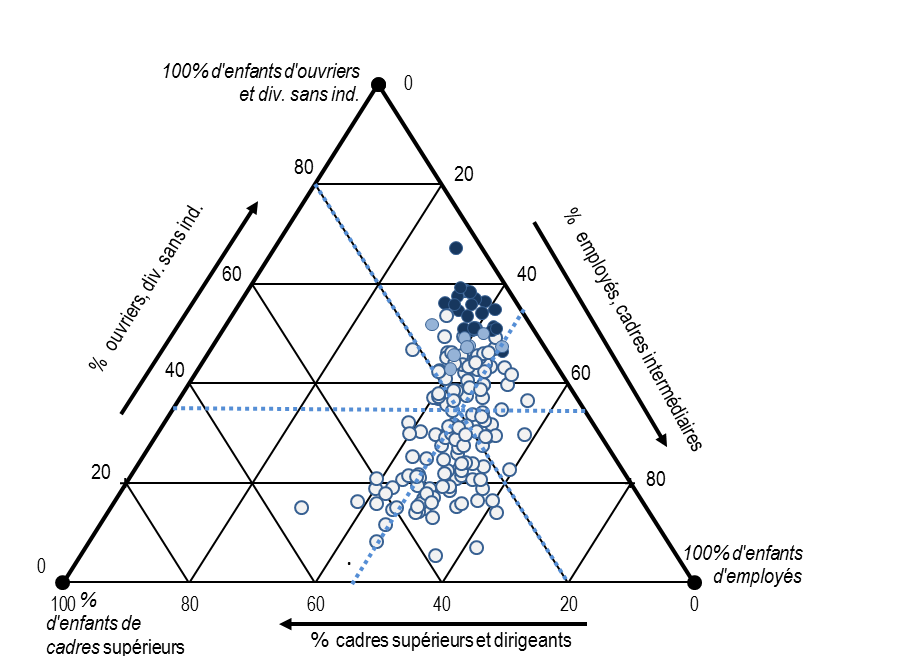 100% d'enfants d'ouvriers
et div. sans ind.
0
80
20
% ouvriers, div. sans ind.
% employés, cadres intermédiaires
60
40
40
60
20
80
0
100% d'enfants
d'employés
100 %
d'enfants de
cadres supérieurs
80
60
40
20
0
% cadres supérieurs et dirigeants